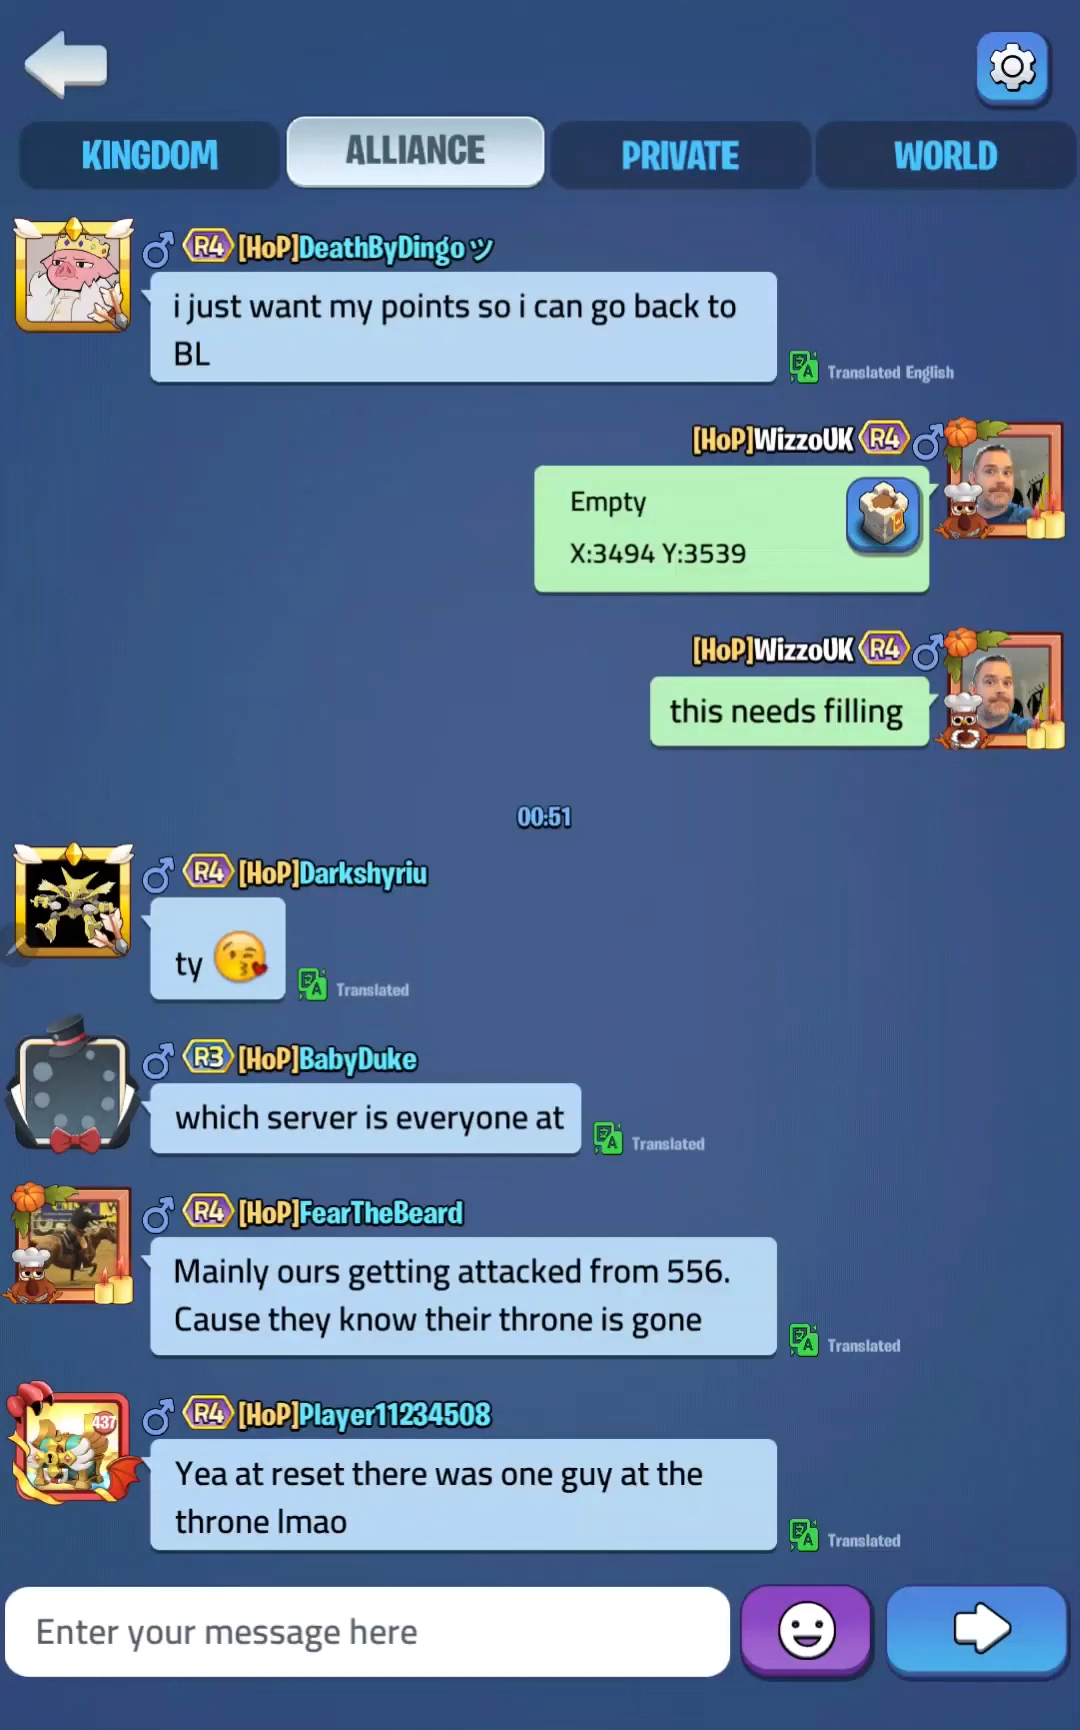 KINGDOM
ALLIANCE
PRIVATE
WORLD
R4 [HoP]DeathByDingoツ
i just want my points so i can go back to
BL
Translated English
[HoP]WizzoUK R4
Empty
X:3494 Y:3539
[HoP]WizzoUK R4
this needs filling
00:51
R4 [HoP]Darkshyriu
ty 😘
Translated
R3 [HoP]BabyDuke
which server is everyone at
Translated
R4 [HoP]FearTheBeard
Mainly ours getting attacked from 556.
Cause they know their throne is gone
Translated
437
R4 [HoP]Player11234508
Yea at reset there was one guy at the
throne lmao
Translated
Enter your message here